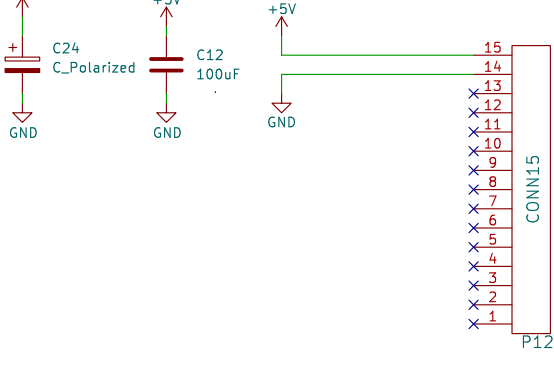 +5V
+5V
+
C24
C_Polarized
GND
C12
100uF
GND
GND
15
14
13
12
11
10
9
8
7
6
5
4
3
2
1
CONN15
P12